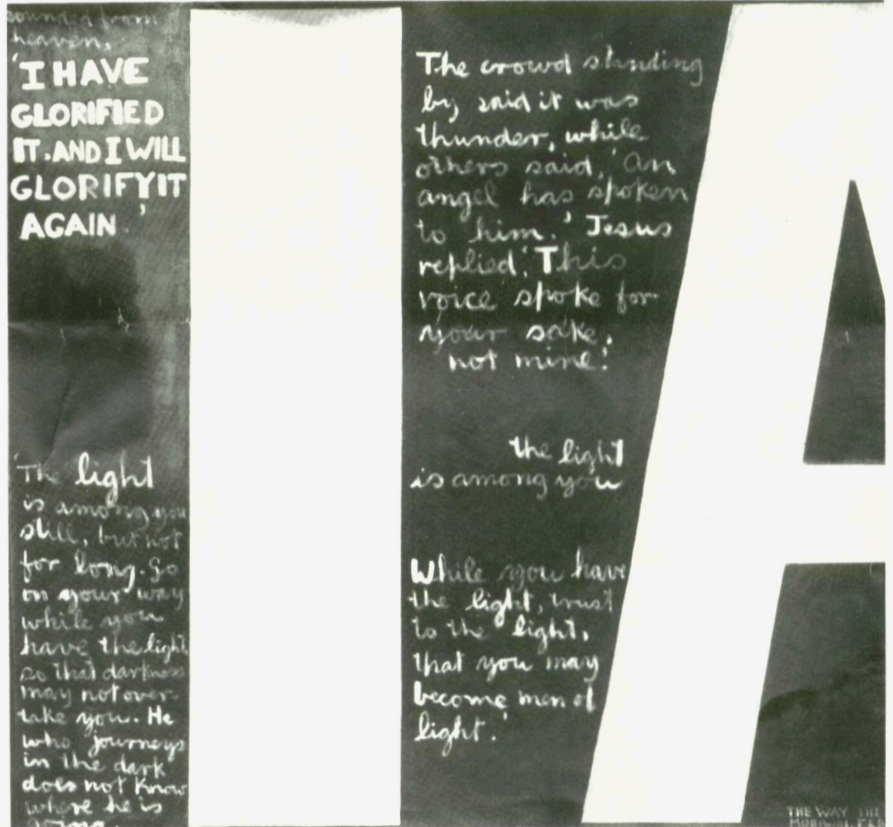 sounded from
heaven,
'I HAVE
GLORIFIED
IT. AND I WILL
GLORIFY IT
AGAIN.'
'The light
is among you
still, but not
for long. Go
on your way
while you
have the light,
so that darkness
may not over-
take you. He
who journeys
in the dark
does not know
where he is
going.
I A
The crowd standing
by said it was
thunder, while
others said, 'an
angel has spoken
to him.' Jesus
replied, 'This
voice spoke for
your sake,
not mine.'
the light
is among you
While you have
the light, trust
to the light,
that you may
become men of
light.'
THE WAY THE